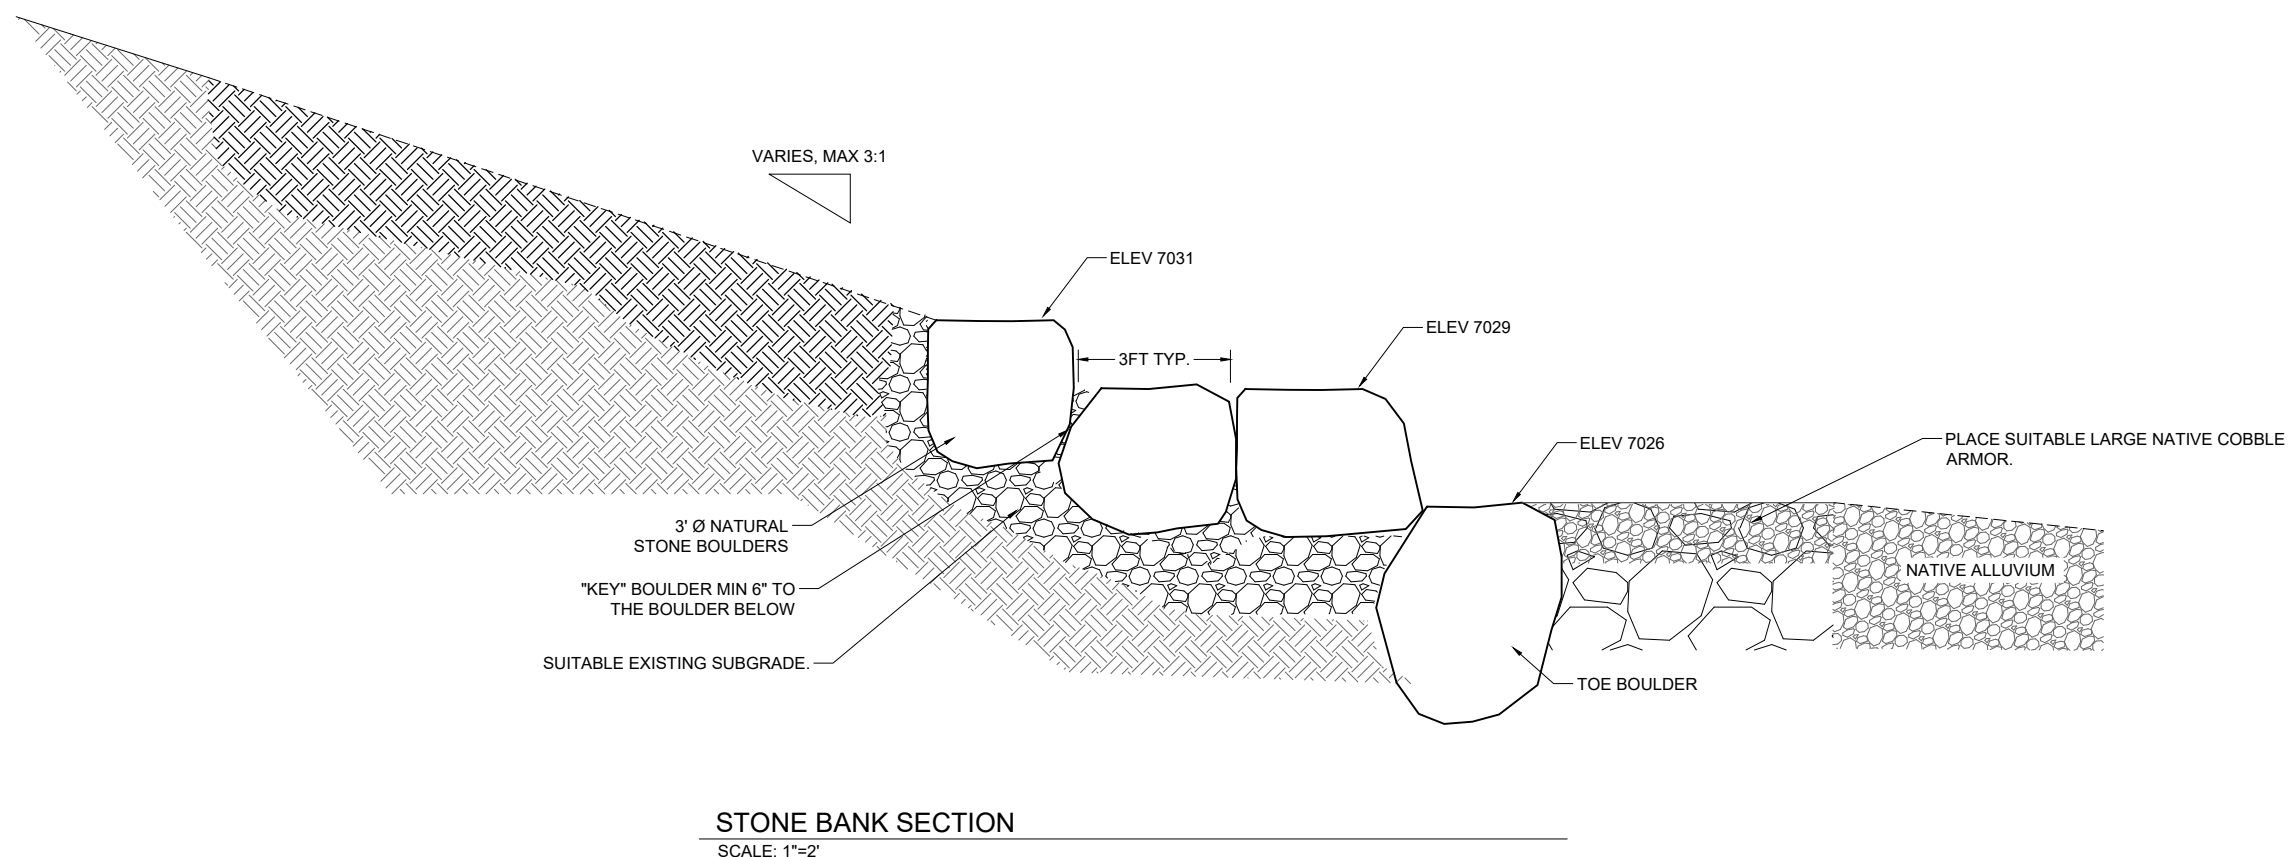 VARIES, MAX 3:1
ELEV 7031
ELEV 7029
3FT TYP.
ELEV 7026
PLACE SUITABLE LARGE NATIVE COBBLE
ARMOR.
3' Ø NATURAL
STONE BOULDERS
"KEY" BOULDER MIN 6" TO
THE BOULDER BELOW
NATIVE ALLUVIUM
SUITABLE EXISTING SUBGRADE.
TOE BOULDER
STONE BANK SECTION
SCALE: 1"=2'